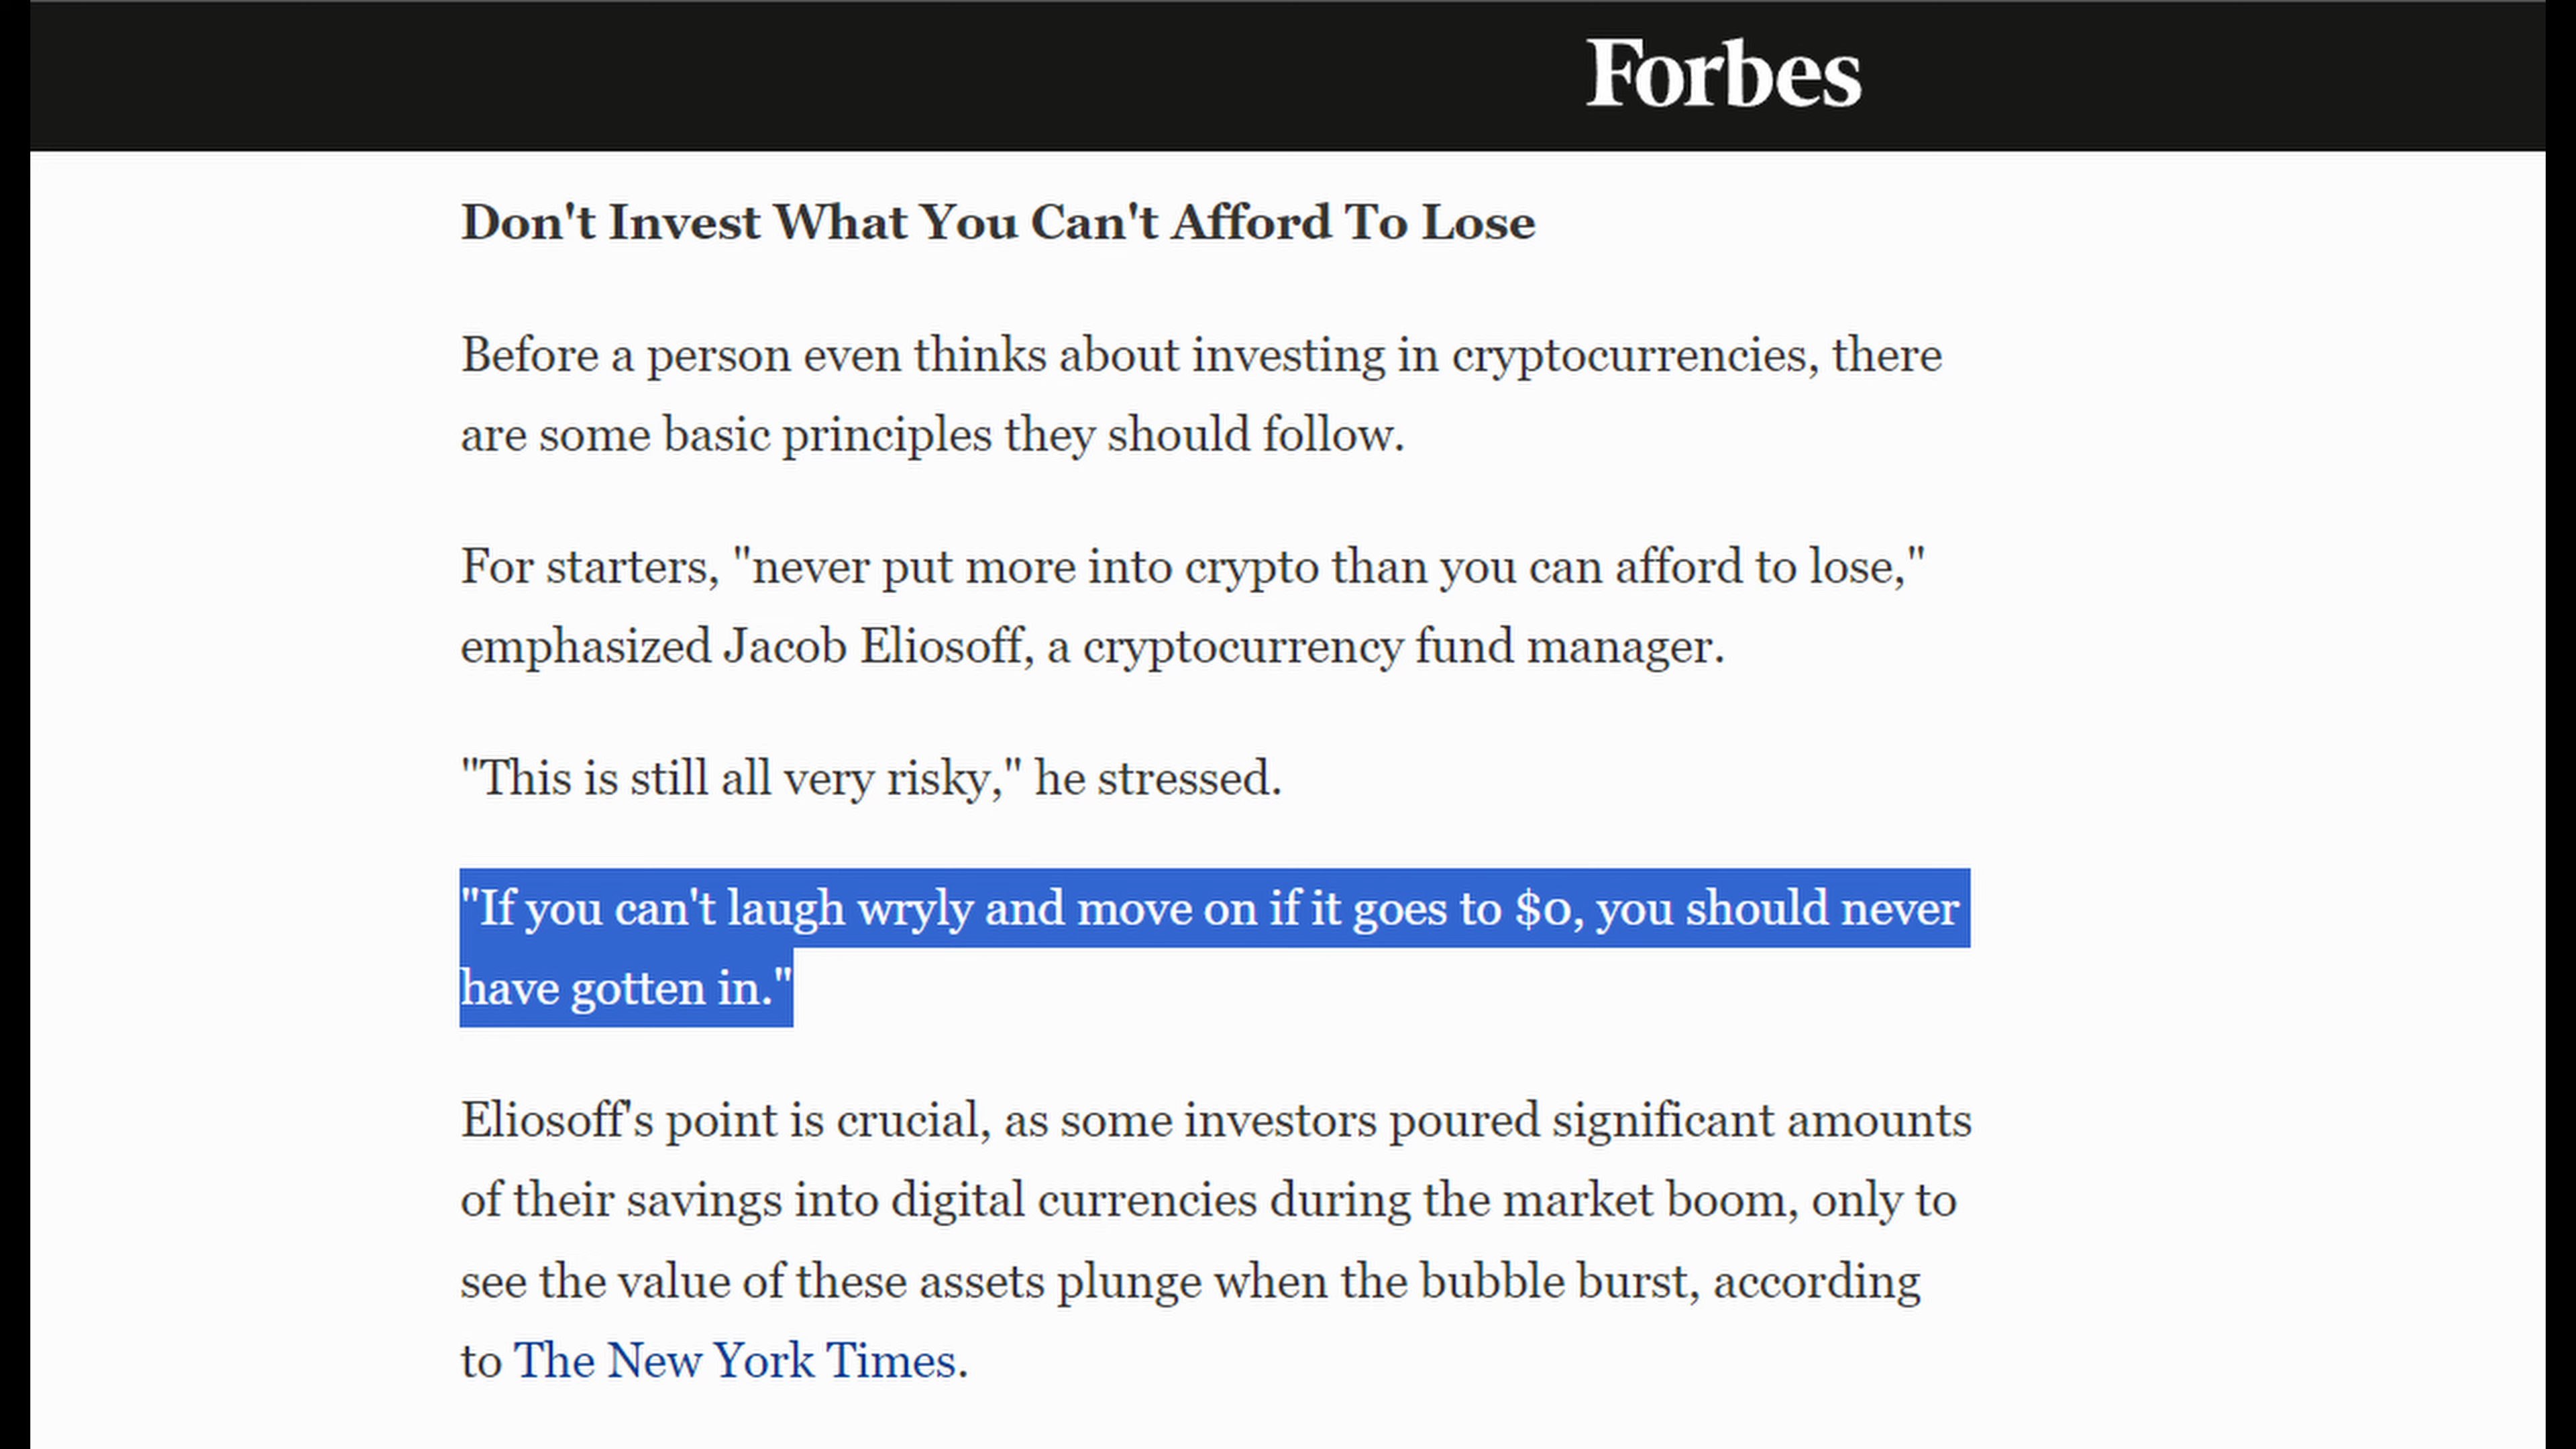 Forbes
Don't Invest What You Can't Afford To Lose
Before a person even thinks about investing in cryptocurrencies, there
are some basic principles they should follow.
For starters, "never put more into crypto than you can afford to lose,"
emphasized Jacob Eliosoff, a cryptocurrency fund manager.
"This is still all very risky," he stressed.
"If you can't laugh wryly and move on if it goes to $0, you should never
have gotten in."
Eliosoff's point is crucial, as some investors poured significant amounts
of their savings into digital currencies during the market boom, only to
see the value of these assets plunge when the bubble burst, according
to The New York Times.